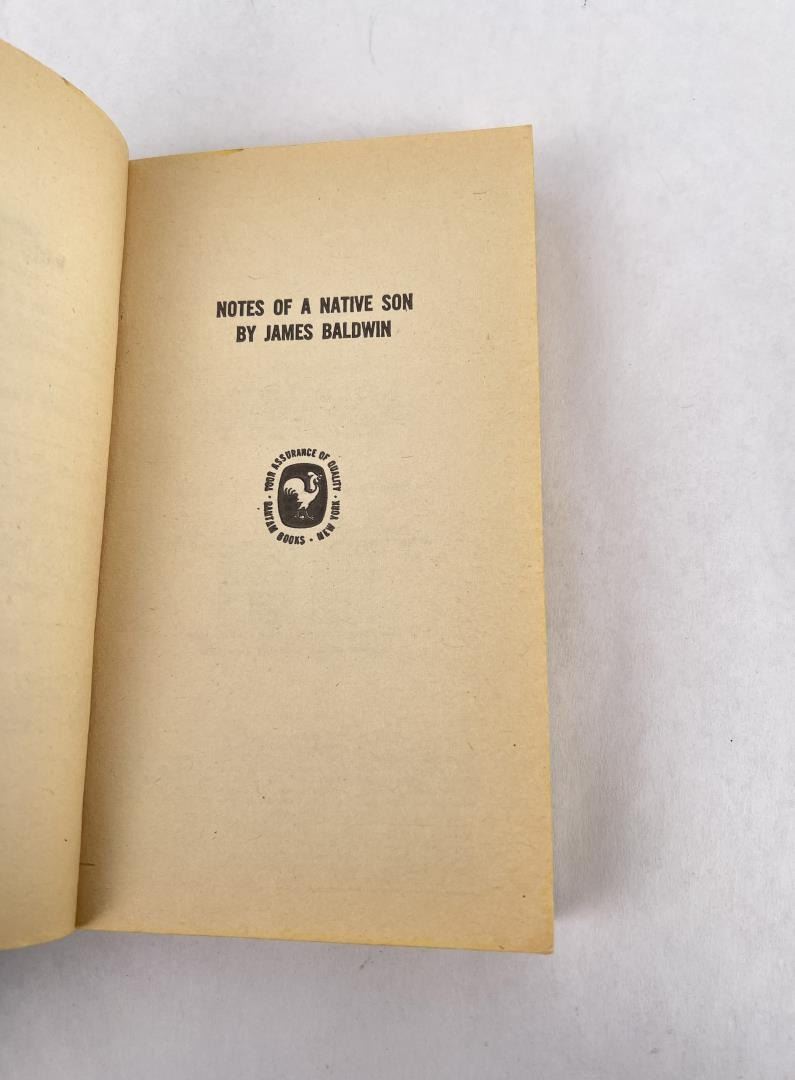 NOTES OF A NATIVE SON
BY JAMES BALDWIN
· YOUR ASSURANCE OF QUALITY ·
BANTAM BOOKS · NEW YORK